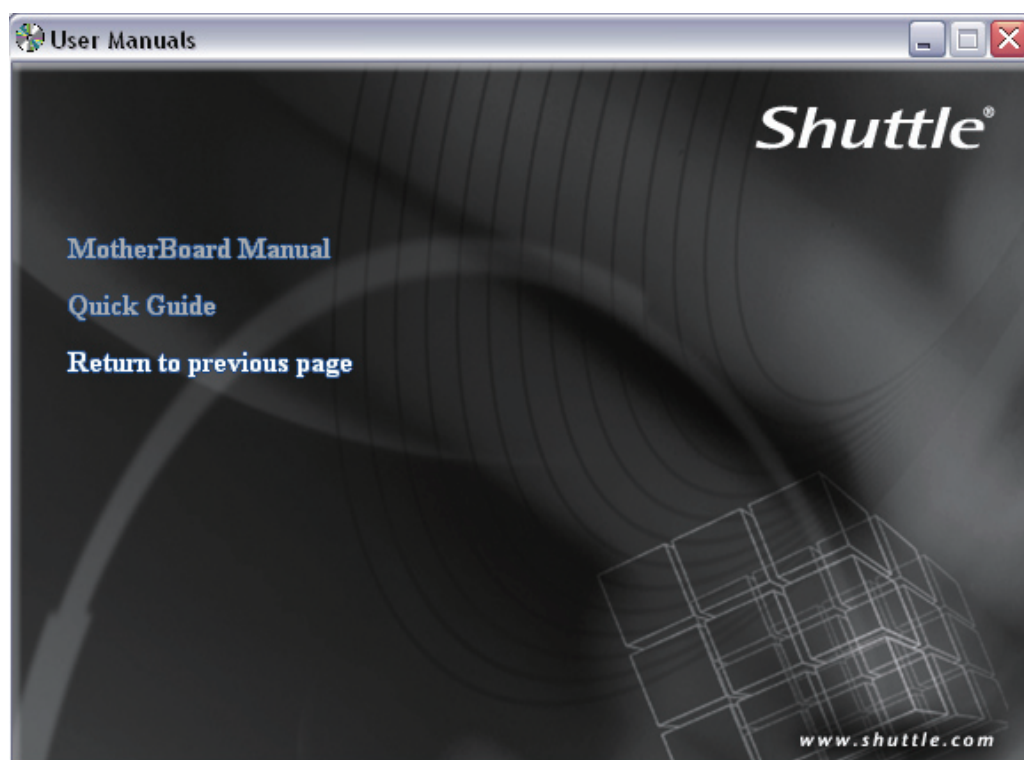 User Manuals
Shuttle®
MotherBoard Manual
Quick Guide
Return to previous page
www.shuttle.com